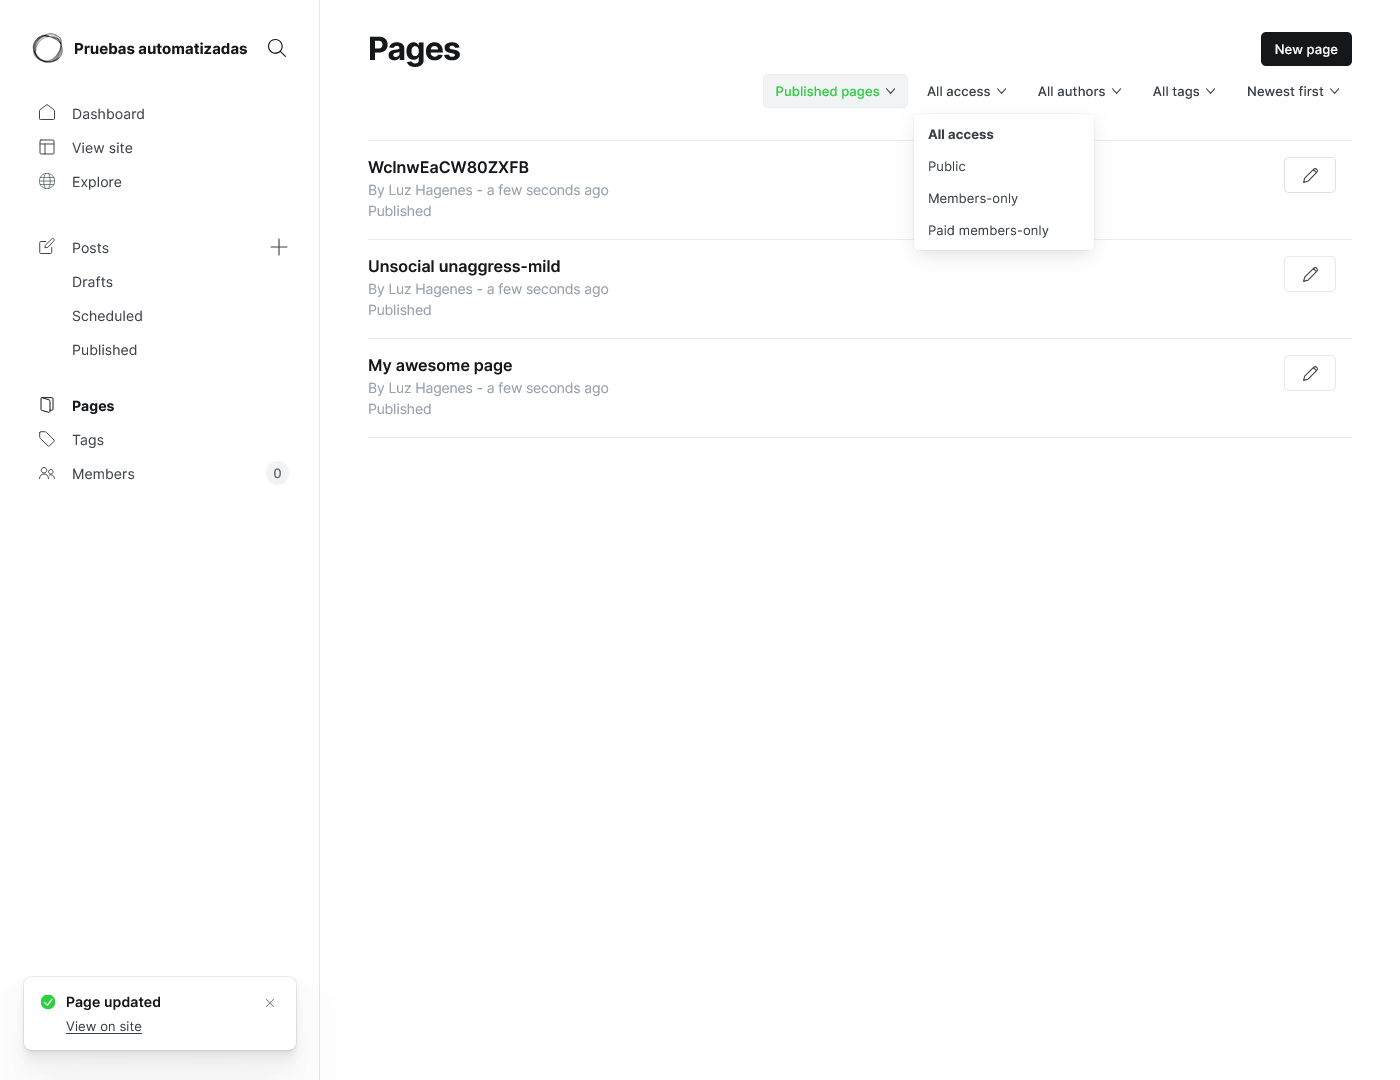 Pruebas automatizadas
Dashboard
View site
Explore
Posts
Drafts
Scheduled
Published
Pages
Tags
Members 0
Page updated
View on site
Pages
New page
Published pages All access All authors All tags Newest first
All access
Public
Members-only
Paid members-only
WcInwEaCW80ZXFB
By Luz Hagenes - a few seconds ago
Published
Unsocial unaggress-mild
By Luz Hagenes - a few seconds ago
Published
My awesome page
By Luz Hagenes - a few seconds ago
Published